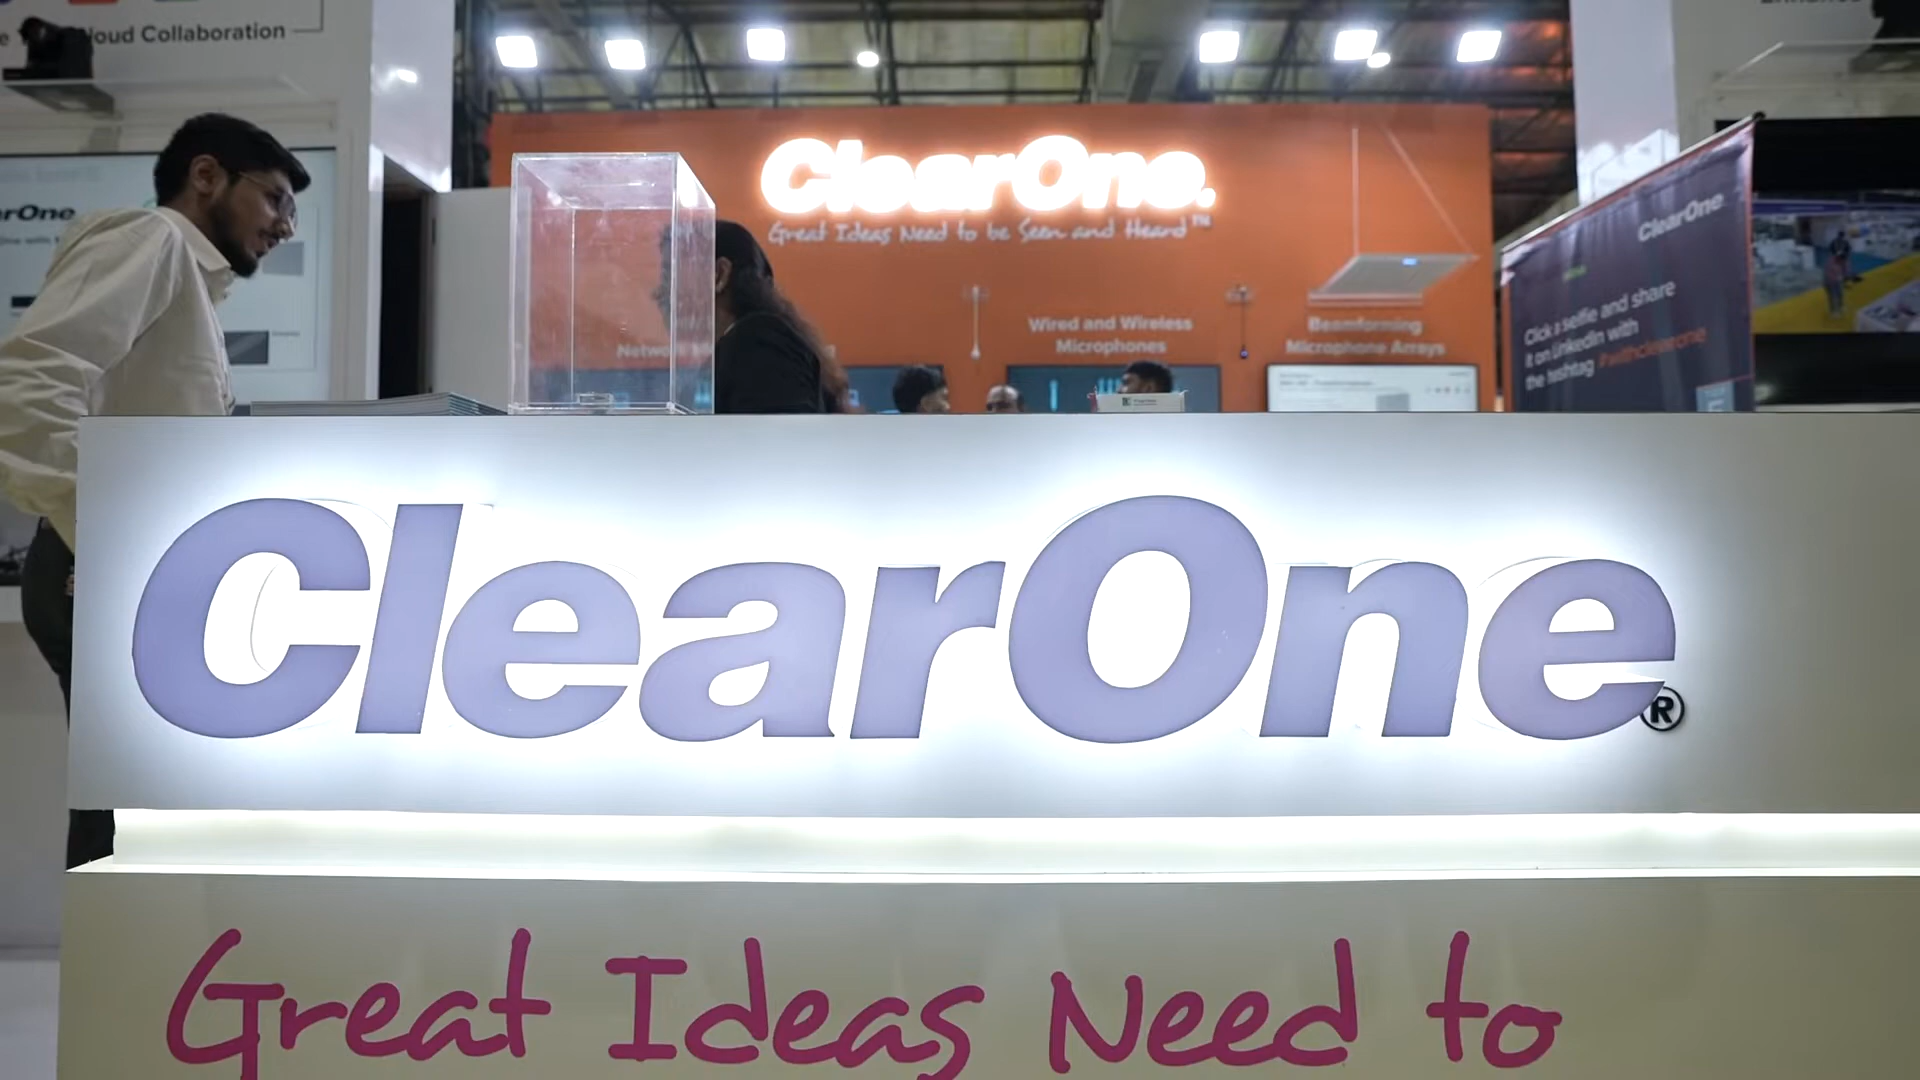 Cloud Collaboration
ClearOne.
Great Ideas Need to be Seen and Heard™
Wired and Wireless
Microphones
Beamforming
Microphone Arrays
ClearOne
Click a selfie and share
it on LinkedIn with
the hashtag #withclearone
ClearOne®
Great Ideas Need to